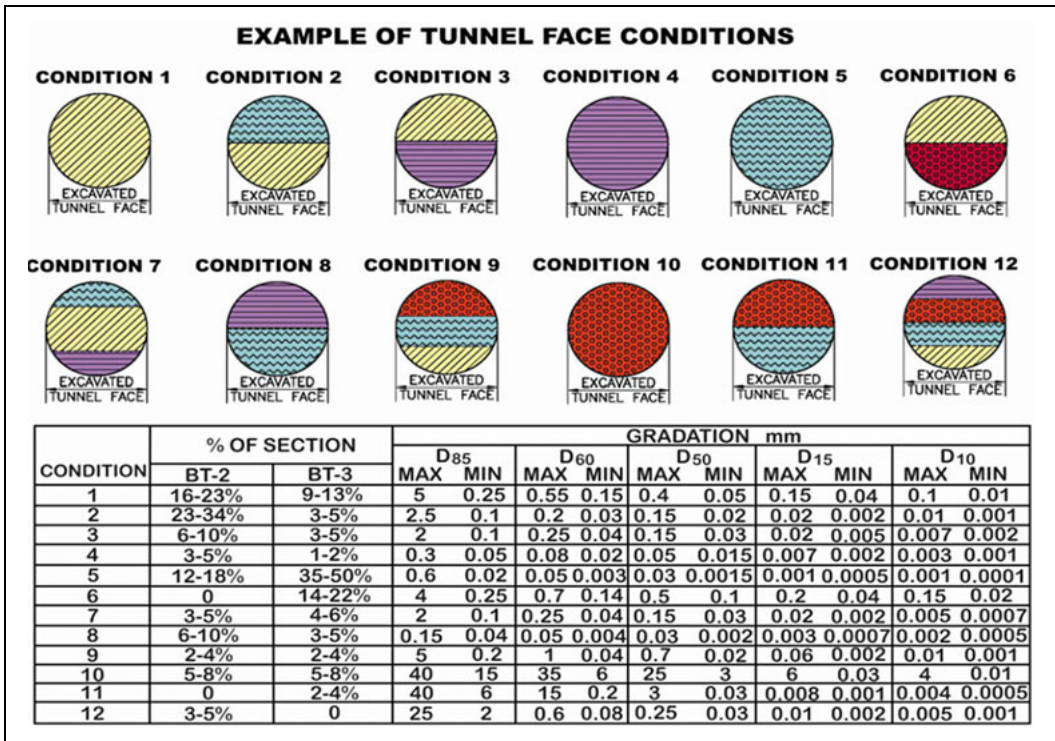 EXAMPLE OF TUNNEL FACE CONDITIONS
CONDITION 1 CONDITION 2 CONDITION 3 CONDITION 4 CONDITION 5 CONDITION 6
EXCAVATED EXCAVATED EXCAVATED EXCAVATED EXCAVATED EXCAVATED
TUNNEL FACE TUNNEL FACE TUNNEL FACE TUNNEL FACE TUNNEL FACE TUNNEL FACE
CONDITION 7 CONDITION 8 CONDITION 9 CONDITION 10 CONDITION 11 CONDITION 12
EXCAVATED EXCAVATED EXCAVATED EXCAVATED EXCAVATED EXCAVATED
TUNNEL FACE TUNNEL FACE TUNNEL FACE TUNNEL FACE TUNNEL FACE TUNNEL FACE
CONDITION % OF SECTION GRADATION mm
D85 D60 D50 D15 D10
BT-2 BT-3 MAX MIN MAX MIN MAX MIN MAX MIN MAX MIN
1 16-23% 9-13% 5 0.25 0.55 0.15 0.4 0.05 0.15 0.04 0.1 0.01
2 23-34% 3-5% 2.5 0.1 0.2 0.03 0.15 0.02 0.02 0.002 0.01 0.001
3 6-10% 3-5% 2 0.1 0.25 0.04 0.15 0.03 0.02 0.005 0.007 0.002
4 3-5% 1-2% 0.3 0.05 0.08 0.02 0.05 0.015 0.007 0.002 0.003 0.001
5 12-18% 35-50% 0.6 0.02 0.05 0.003 0.03 0.0015 0.001 0.0005 0.001 0.0001
6 0 14-22% 4 0.25 0.7 0.14 0.5 0.1 0.2 0.04 0.15 0.02
7 3-5% 4-6% 2 0.1 0.25 0.04 0.15 0.03 0.02 0.002 0.005 0.0007
8 6-10% 3-5% 0.15 0.04 0.05 0.004 0.03 0.002 0.003 0.0007 0.002 0.0005
9 2-4% 2-4% 5 0.2 1 0.04 0.7 0.02 0.06 0.002 0.01 0.001
10 5-8% 5-8% 40 15 35 6 25 3 6 0.03 4 0.01
11 0 2-4% 40 6 15 0.2 3 0.03 0.008 0.001 0.004 0.0005
12 3-5% 0 25 2 0.6 0.08 0.25 0.03 0.01 0.002 0.005 0.001